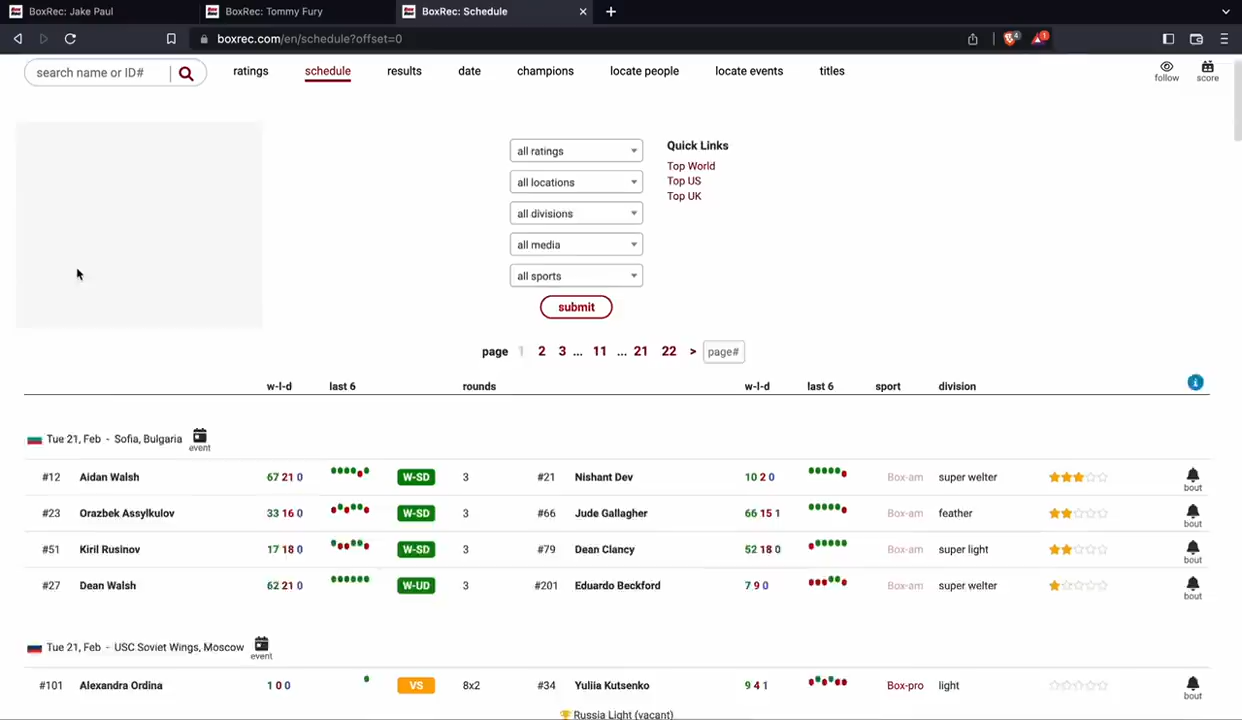 BoxRec: Jake Paul BoxRec: Tommy Fury BoxRec: Schedule
boxrec.com/en/schedule?offset=0 4 1
search name or ID# ratings schedule results date champions locate people locate events titles follow score
all ratings
all locations
all divisions
all media
all sports
submit
Quick Links
Top World
Top US
Top UK
page 1 2 3 ... 11 ... 21 22 > page#
w-l-d last 6 rounds w-l-d last 6 sport division
Tue 21, Feb - Sofia, Bulgaria event
#12 Aidan Walsh 67 21 0 W-SD 3 #21 Nishant Dev 10 2 0 Box-am super welter bout
#23 Orazbek Assylkulov 33 16 0 W-SD 3 #66 Jude Gallagher 66 15 1 Box-am feather bout
#51 Kiril Rusinov 17 18 0 W-SD 3 #79 Dean Clancy 52 18 0 Box-am super light bout
#27 Dean Walsh 62 21 0 W-UD 3 #201 Eduardo Beckford 7 9 0 Box-am super welter bout
Tue 21, Feb - USC Soviet Wings, Moscow event
#101 Alexandra Ordina 1 0 0 VS 8x2 #34 Yuliia Kutsenko 9 4 1 Box-pro light bout
Russia Light (vacant)